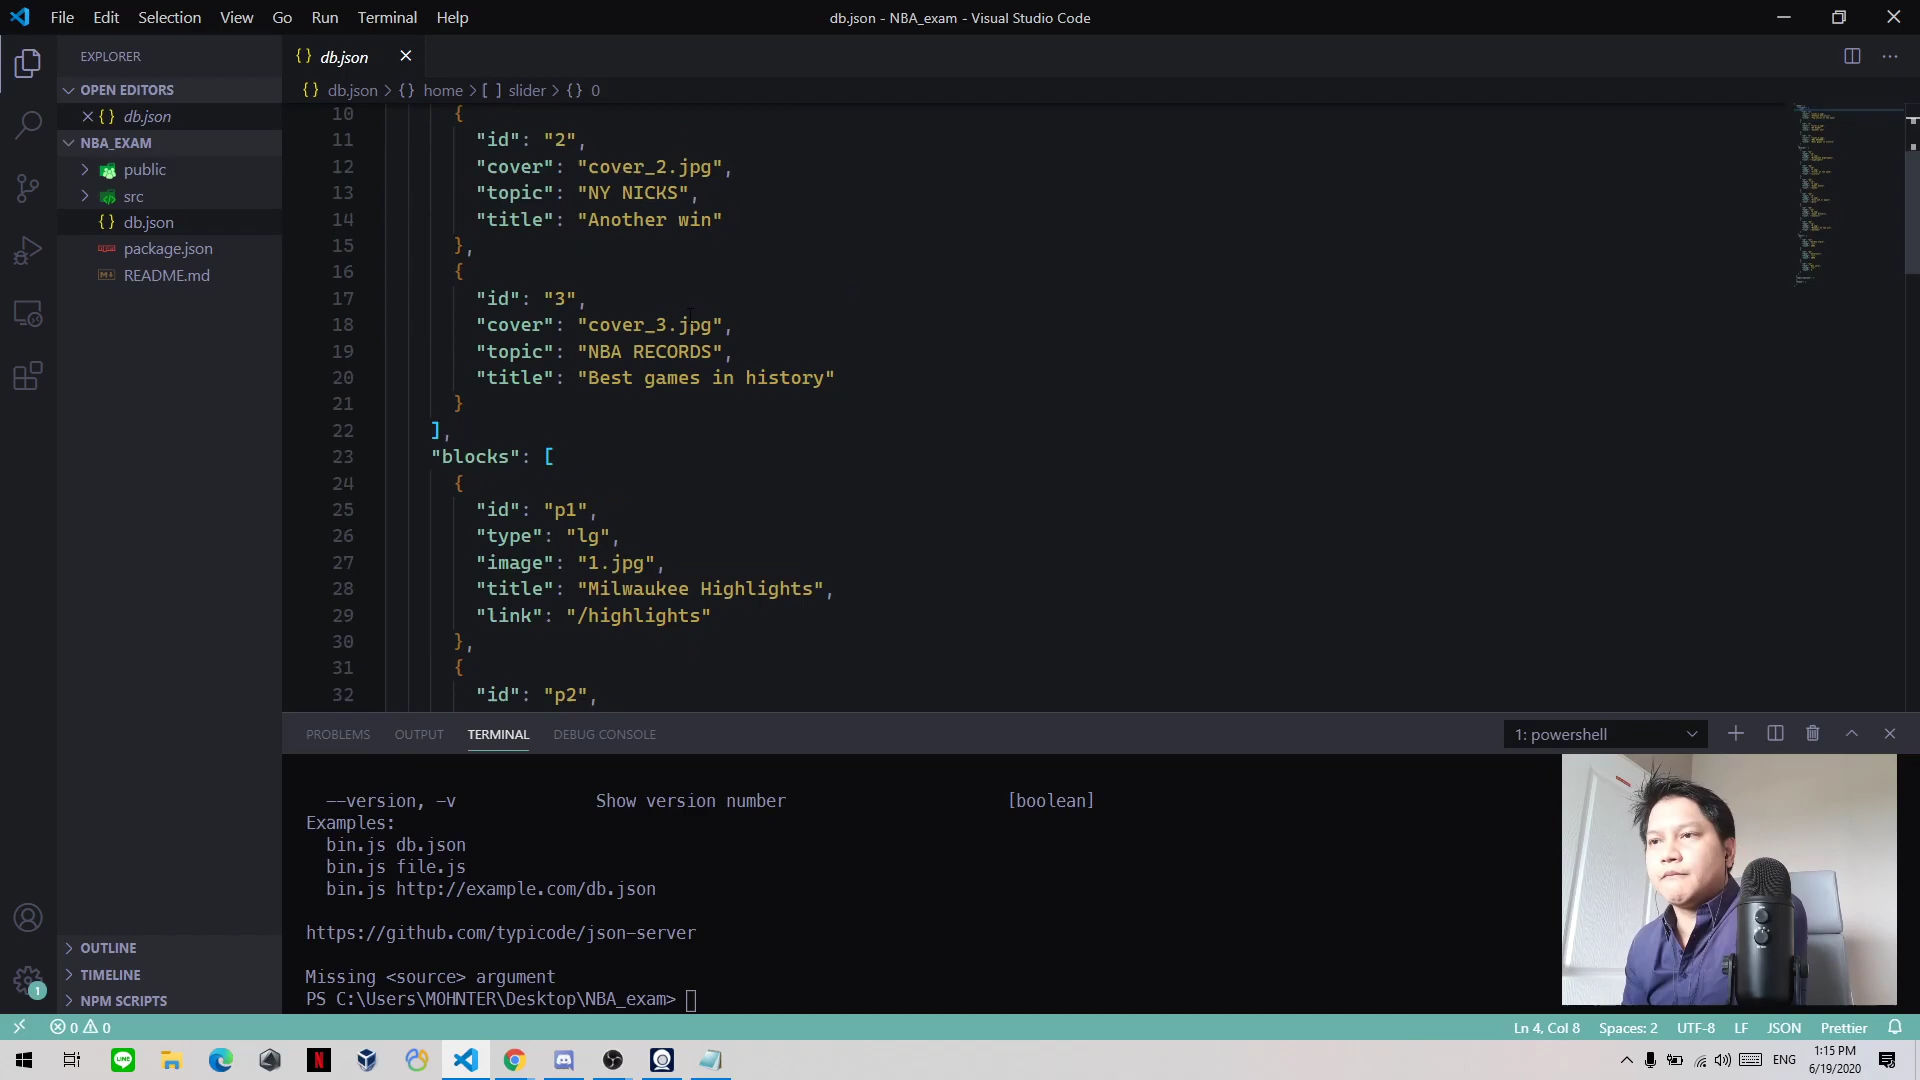 File Edit Selection View Go Run Terminal Help
db.json - NBA_exam - Visual Studio Code
EXPLORER
OPEN EDITORS
db.json
NBA_EXAM
public
src
db.json
package.json
README.md
OUTLINE
TIMELINE
NPM SCRIPTS
db.json
db.json > {} home > [ ] slider > {} 0
10 {
11 "id": "2",
12 "cover": "cover_2.jpg",
13 "topic": "NY NICKS",
14 "title": "Another win"
15 },
16 {
17 "id": "3",
18 "cover": "cover_3.jpg",
19 "topic": "NBA RECORDS",
20 "title": "Best games in history"
21 }
22 ],
23 "blocks": [
24 {
25 "id": "p1",
26 "type": "lg",
27 "image": "1.jpg",
28 "title": "Milwaukee Highlights",
29 "link": "/highlights"
30 },
31 {
32 "id": "p2",
PROBLEMS OUTPUT TERMINAL DEBUG CONSOLE
1: powershell
--version, -v Show version number [boolean]
Examples:
bin.js db.json
bin.js file.js
bin.js http://example.com/db.json
https://github.com/typicode/json-server
Missing <source> argument
PS C:\Users\MOHNTER\Desktop\NBA_exam>
1
0 0
Ln 4, Col 8 Spaces: 2 UTF-8 LF JSON Prettier
LINE
N
ENG
1:15 PM
6/19/2020